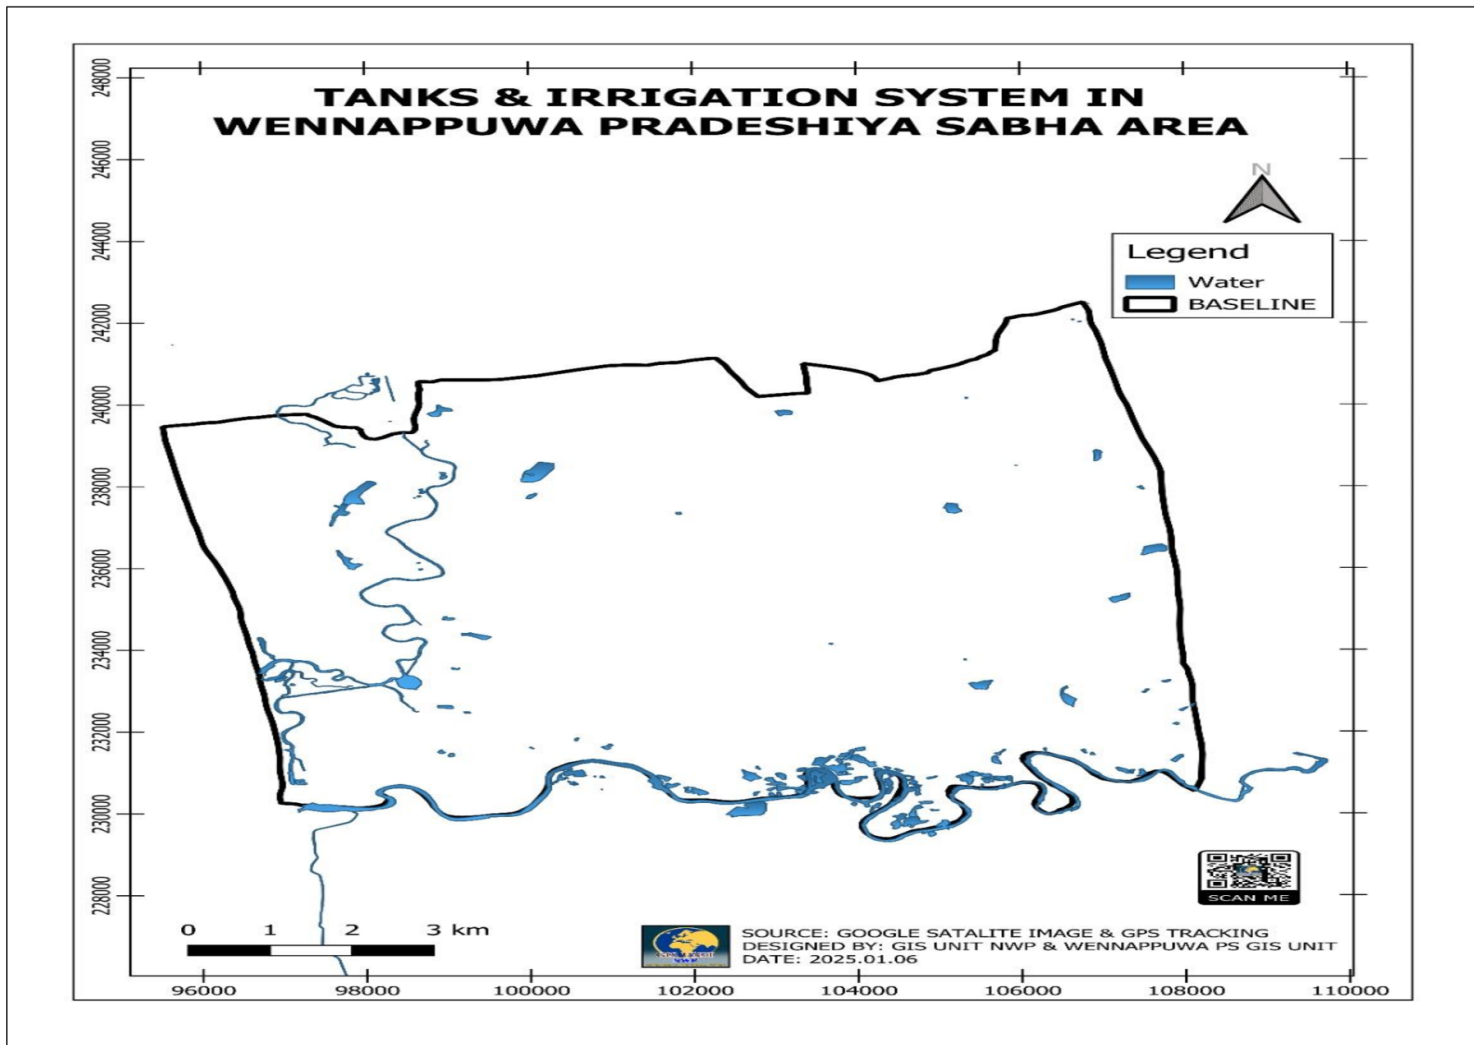 TANKS & IRRIGATION SYSTEM IN
WENNAPPUWA PRADESHIYA SABHA AREA
N
Legend
Water
BASELINE
248000
246000
244000
242000
240000
238000
236000
234000
232000
230000
228000
0 1 2 3 km
SCAN ME
SOURCE: GOOGLE SATALITE IMAGE & GPS TRACKING
DESIGNED BY: GIS UNIT NWP & WENNAPPUWA PS GIS UNIT
DATE: 2025.01.06
NWP
96000 98000 100000 102000 104000 106000 108000 110000